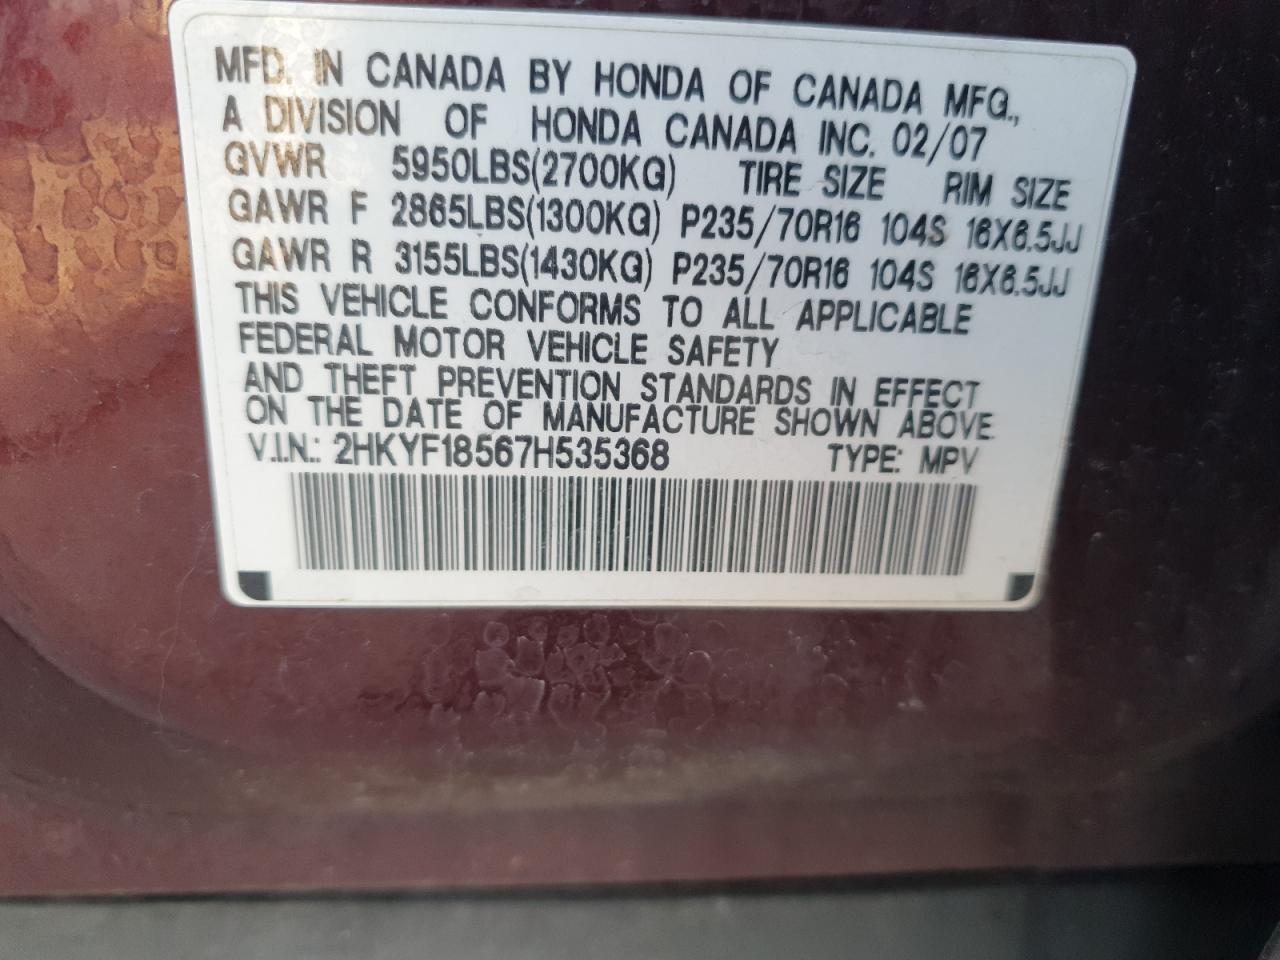 MFD. IN CANADA BY HONDA OF CANADA MFG.,
A DIVISION OF HONDA CANADA INC. 02/07
GVWR 5950LBS(2700KG) TIRE SIZE RIM SIZE
GAWR F 2865LBS(1300KG) P235/70R16 104S 16X6.5JJ
GAWR R 3155LBS(1430KG) P235/70R16 104S 16X6.5JJ
THIS VEHICLE CONFORMS TO ALL APPLICABLE
FEDERAL MOTOR VEHICLE SAFETY
AND THEFT PREVENTION STANDARDS IN EFFECT
ON THE DATE OF MANUFACTURE SHOWN ABOVE.
V.I.N.: 2HKYF18567H535368 TYPE: MPV